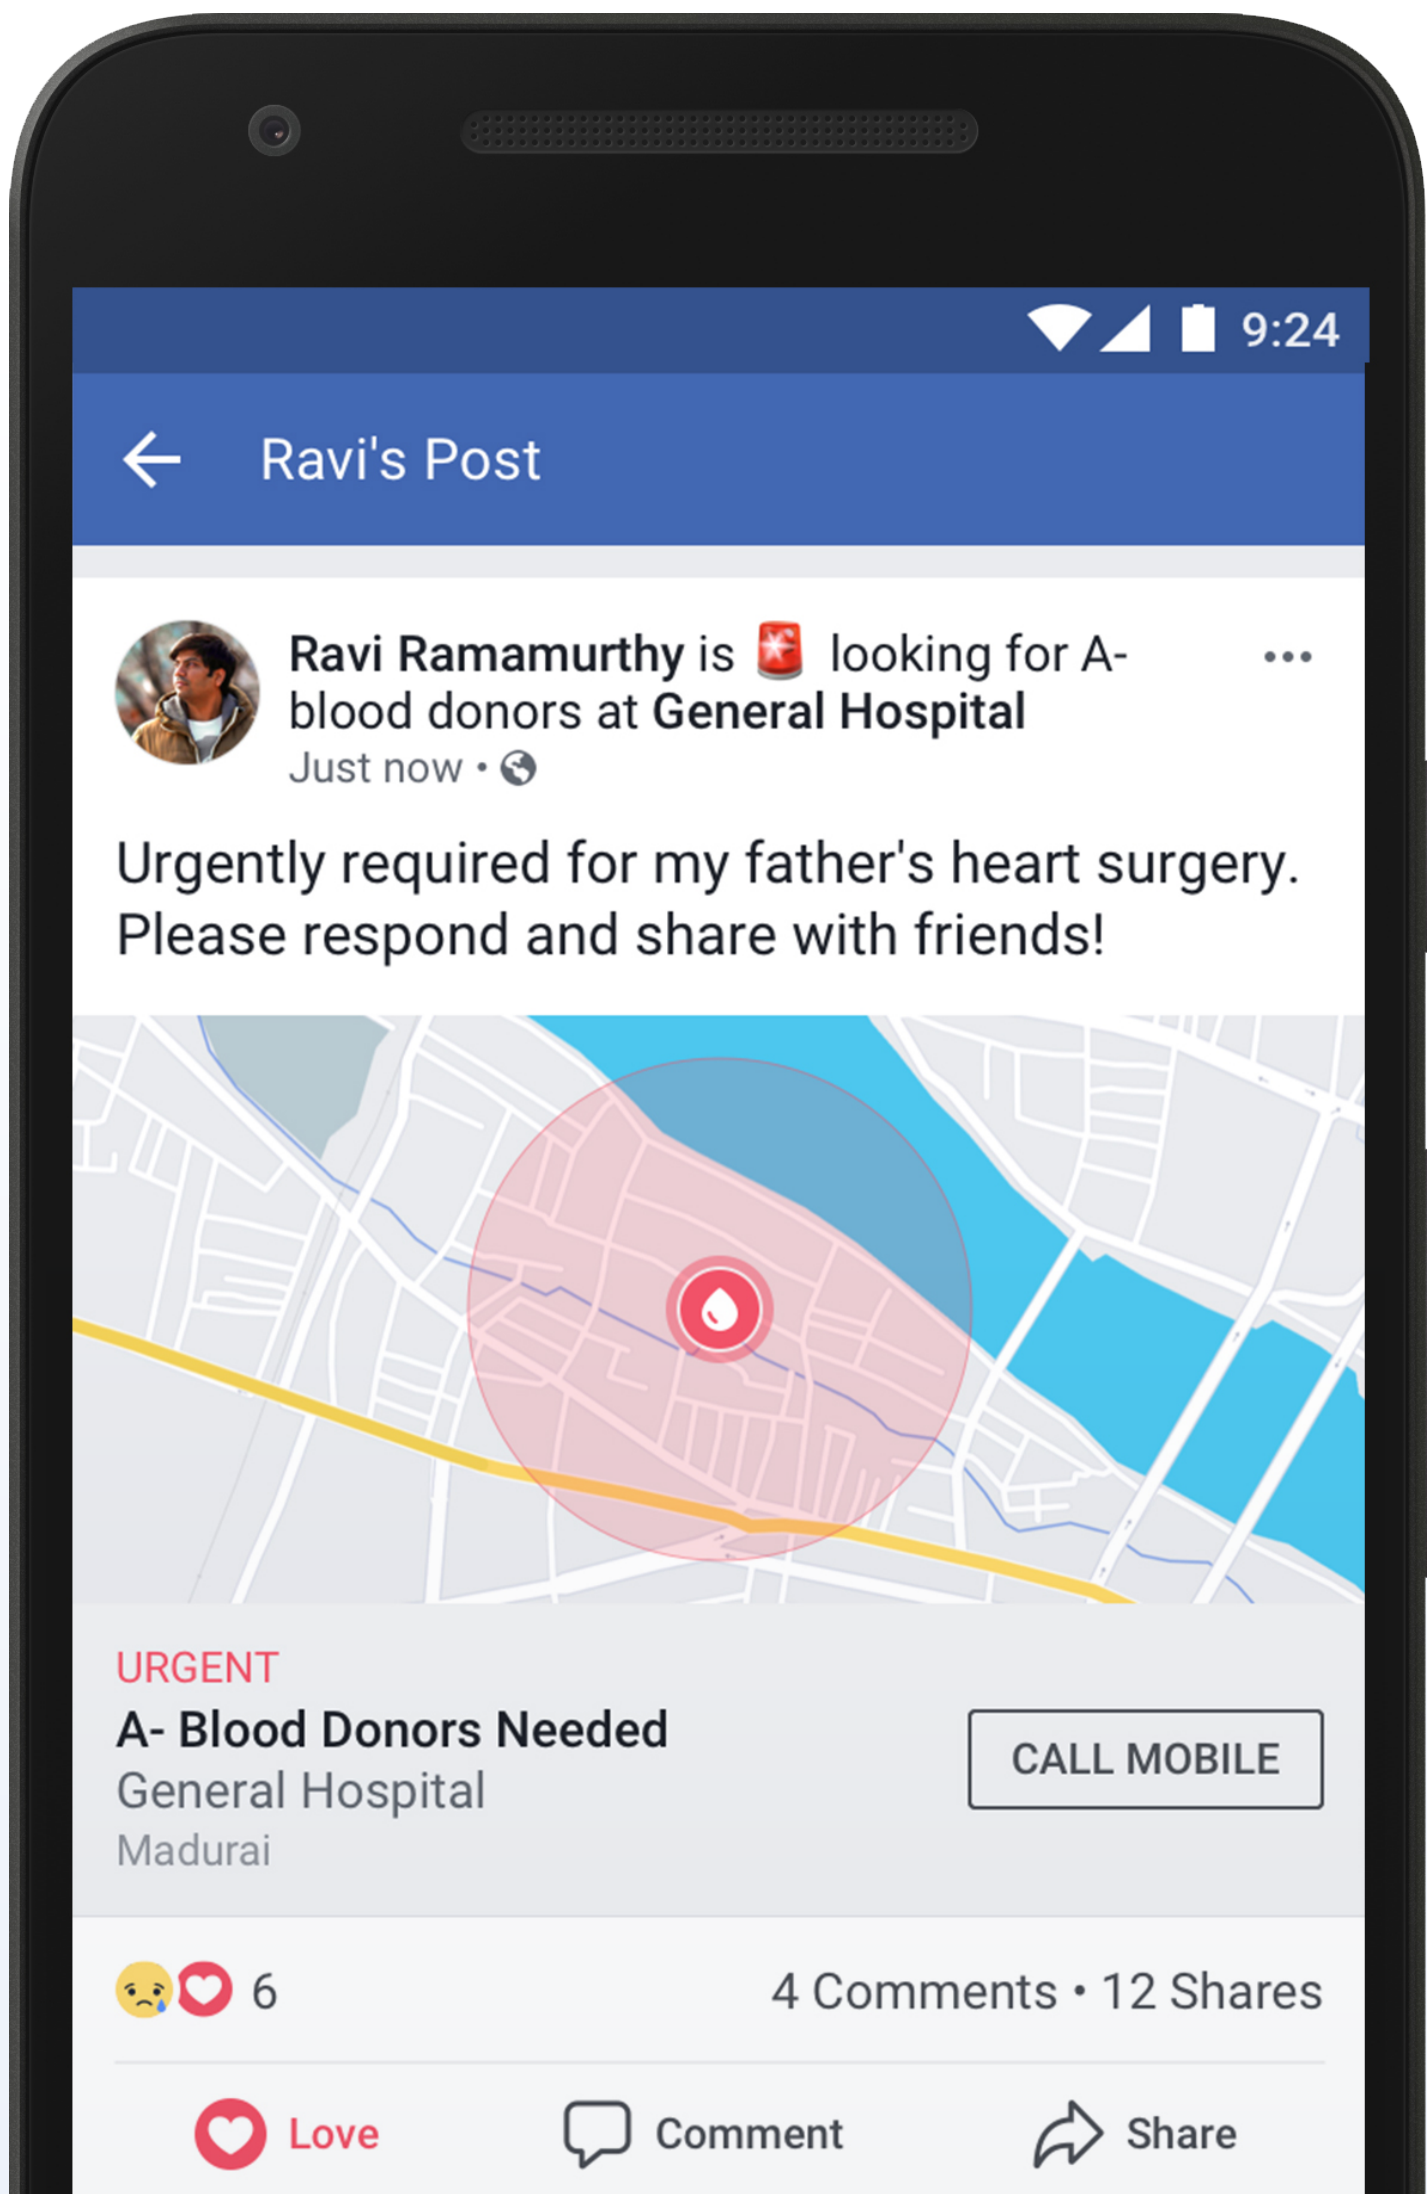 9:24
Ravi's Post
Ravi Ramamurthy is 🚨 looking for A-
blood donors at General Hospital
Just now •
Urgently required for my father's heart surgery.
Please respond and share with friends!
URGENT
A- Blood Donors Needed
General Hospital
Madurai
CALL MOBILE
6
4 Comments • 12 Shares
Love
Comment
Share